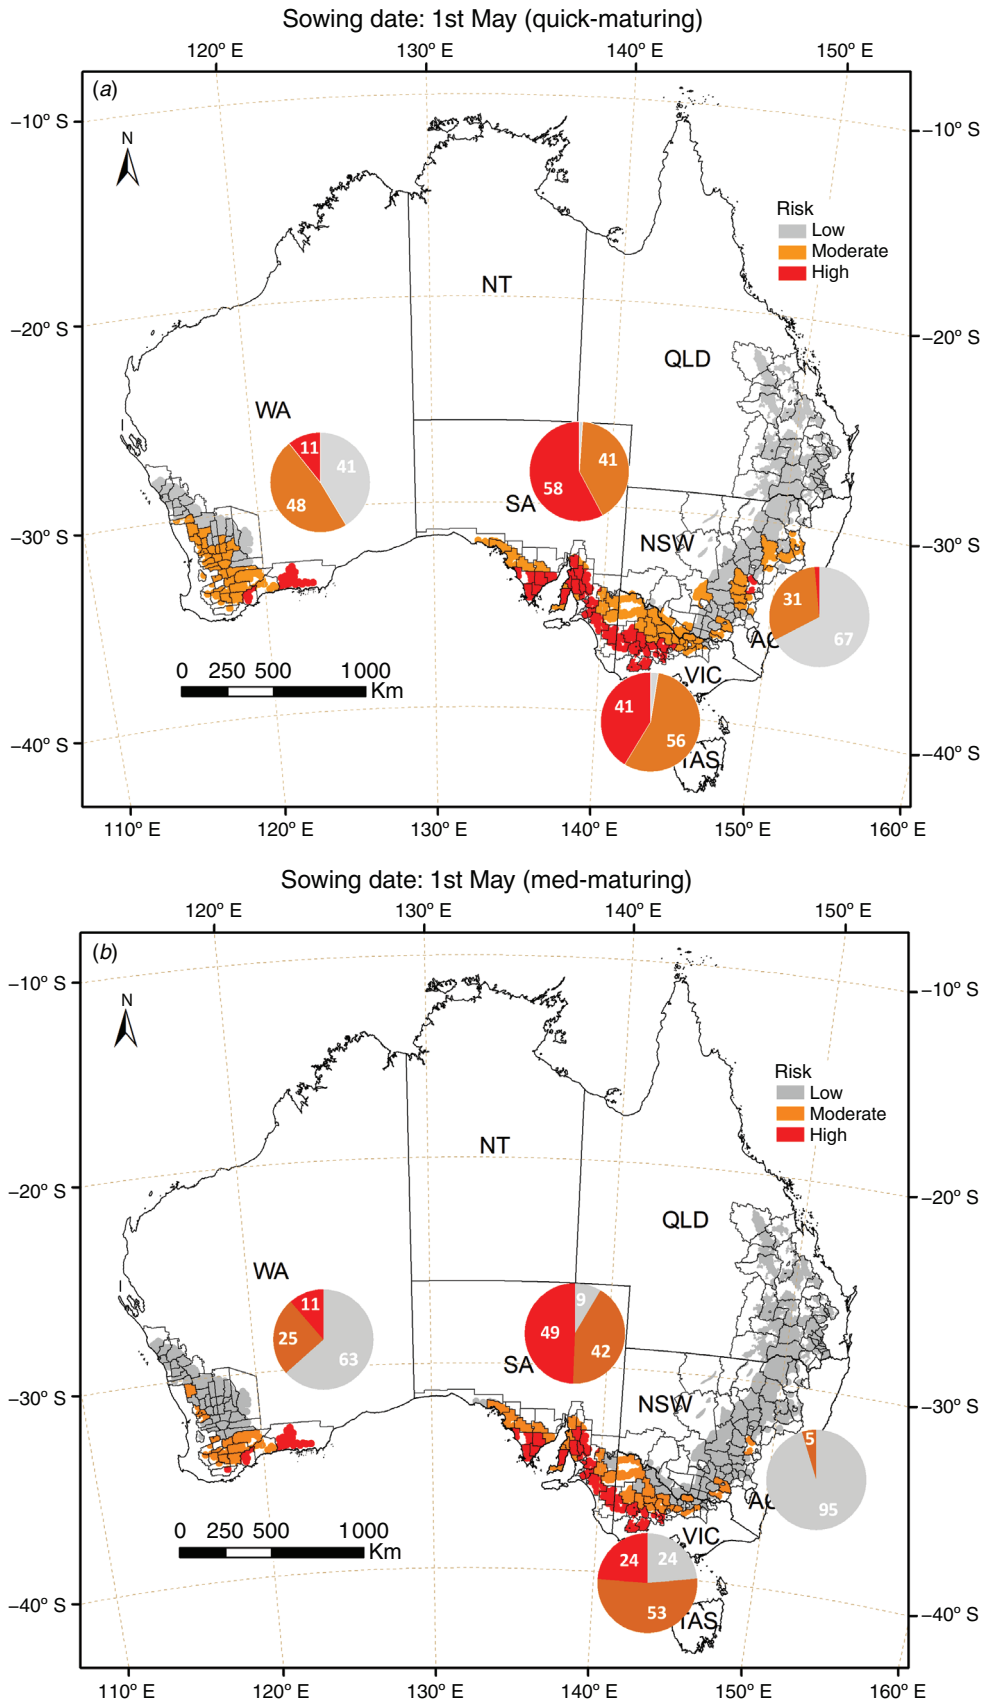 Sowing date: 1st May (quick-maturing)
120° E 130° E 140° E 150° E
(a)
–10° S –10° S
N
Risk
Low
Moderate
High
NT
–20° S –20° S
QLD
WA
11 41 48
41 58
SA
–30° S –30° S
NSW
31 67
AC
0 250 500 1000
Km
VIC
41 56
TAS
–40° S –40° S
110° E 120° E 130° E 140° E 150° E 160° E
Sowing date: 1st May (med-maturing)
120° E 130° E 140° E 150° E
(b)
–10° S –10° S
N
Risk
Low
Moderate
High
NT
–20° S –20° S
QLD
WA
11 25 63
9 49 42
SA
–30° S –30° S
NSW
5 95
AC
0 250 500 1000
Km
VIC
24 24 53
TAS
–40° S –40° S
110° E 120° E 130° E 140° E 150° E 160° E